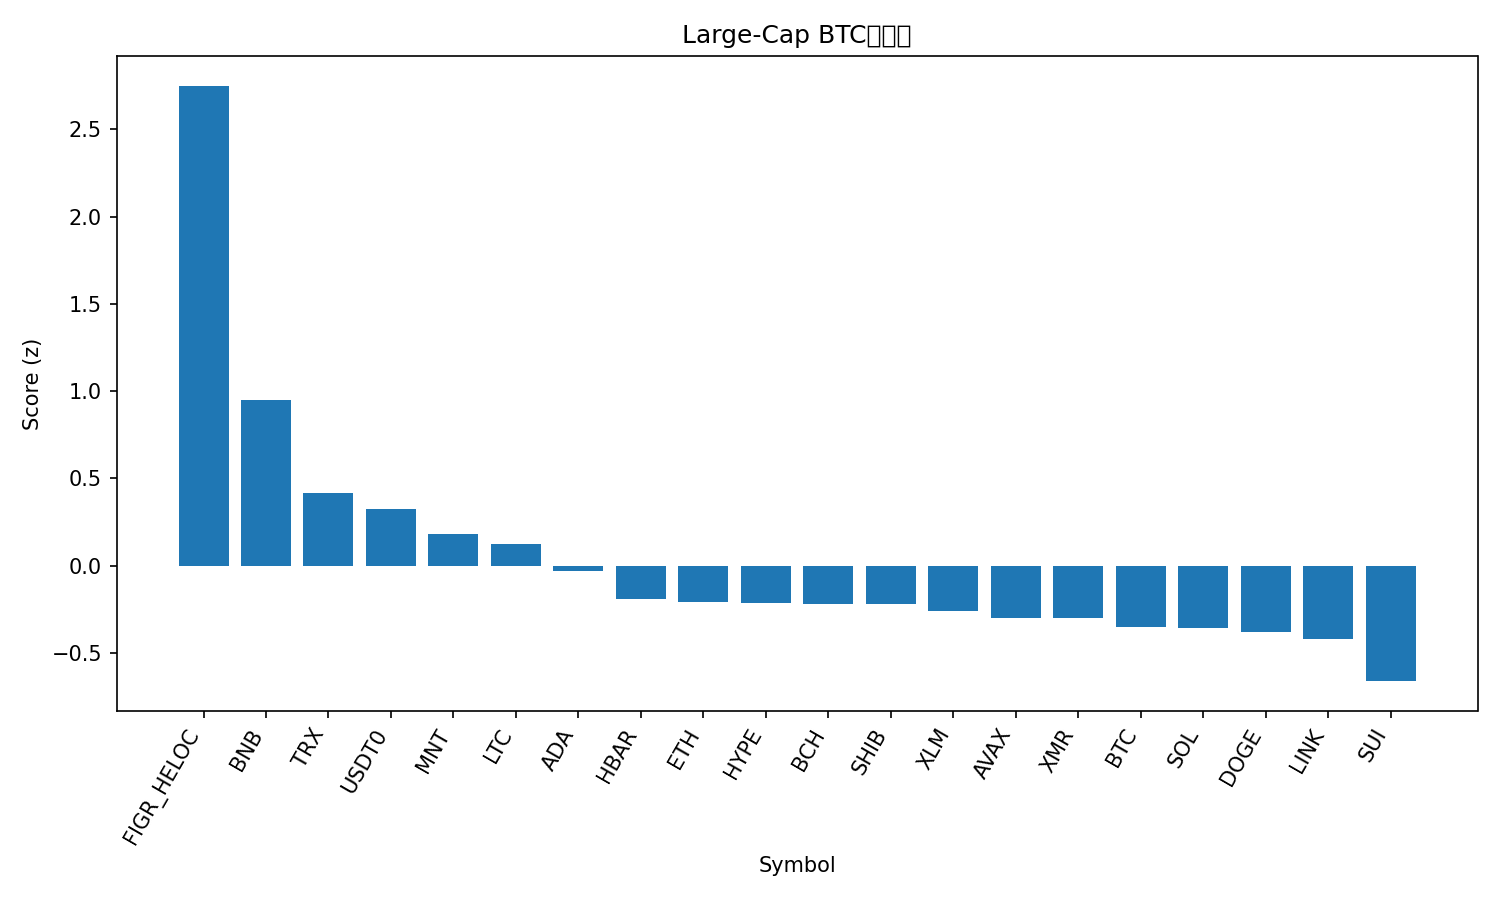 Large-Cap BTC
Score (z)
2.5
2.0
1.5
1.0
0.5
0.0
−0.5
FIGR_HELOC
BNB
TRX
USDT0
MNT
LTC
ADA
HBAR
ETH
HYPE
BCH
SHIB
XLM
AVAX
XMR
BTC
SOL
DOGE
LINK
SUI
Symbol